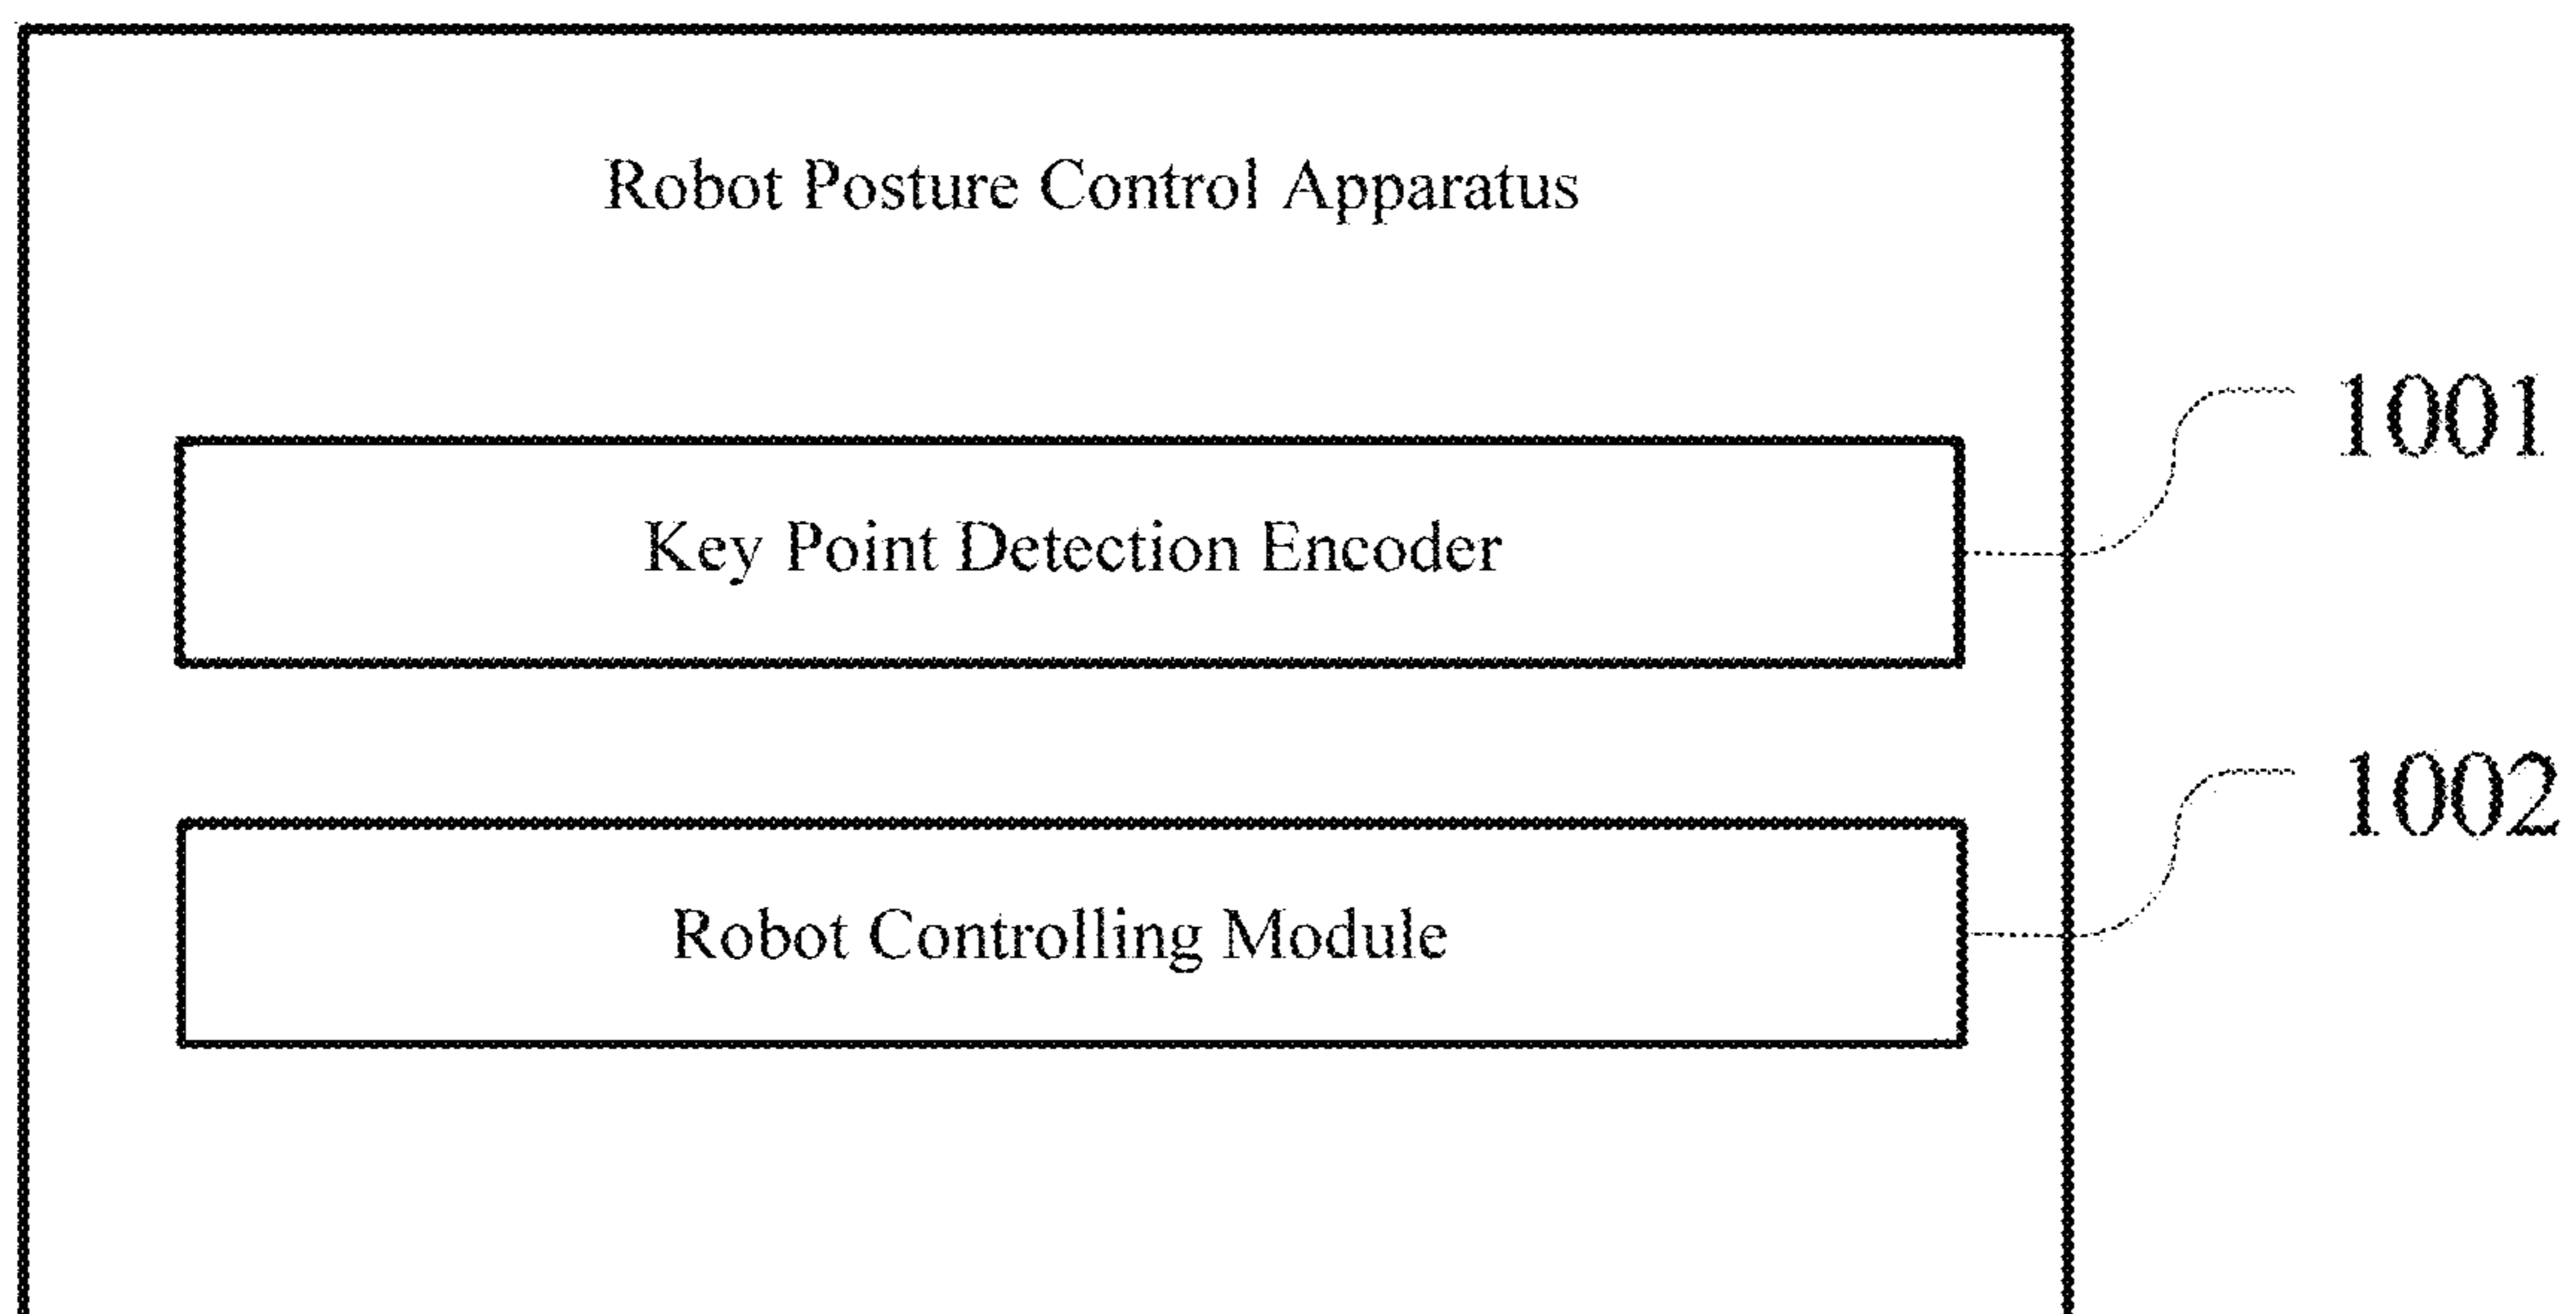 Robot Posture Control Apparatus
1001
Key Point Detection Encoder
1002
Robot Controlling Module